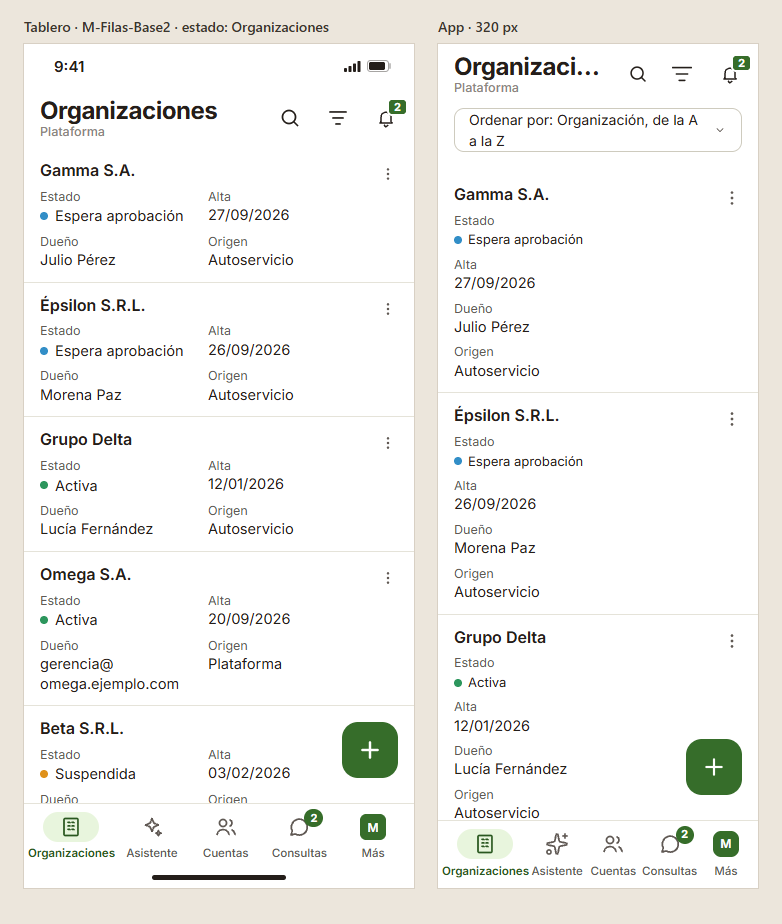 Tablero · M-Filas-Base2 · estado: Organizaciones
9:41
Organizaciones
Plataforma
2
Gamma S.A.
Estado Alta
Espera aprobación 27/09/2026
Dueño Origen
Julio Pérez Autoservicio
Épsilon S.R.L.
Estado Alta
Espera aprobación 26/09/2026
Dueño Origen
Morena Paz Autoservicio
Grupo Delta
Estado Alta
Activa 12/01/2026
Dueño Origen
Lucía Fernández Autoservicio
Omega S.A.
Estado Alta
Activa 20/09/2026
Dueño Origen
gerencia@ Plataforma
omega.ejemplo.com
Beta S.R.L.
Estado Alta
Suspendida 03/02/2026
Dueño Origen
2 M
Organizaciones Asistente Cuentas Consultas Más
App · 320 px
Organizaci...
Plataforma
2
Ordenar por: Organización, de la A
a la Z
Gamma S.A.
Estado
Espera aprobación
Alta
27/09/2026
Dueño
Julio Pérez
Origen
Autoservicio
Épsilon S.R.L.
Estado
Espera aprobación
Alta
26/09/2026
Dueño
Morena Paz
Origen
Autoservicio
Grupo Delta
Estado
Activa
Alta
12/01/2026
Dueño
Lucía Fernández
Origen
Autoservicio
2 M
Organizaciones Asistente Cuentas Consultas Más